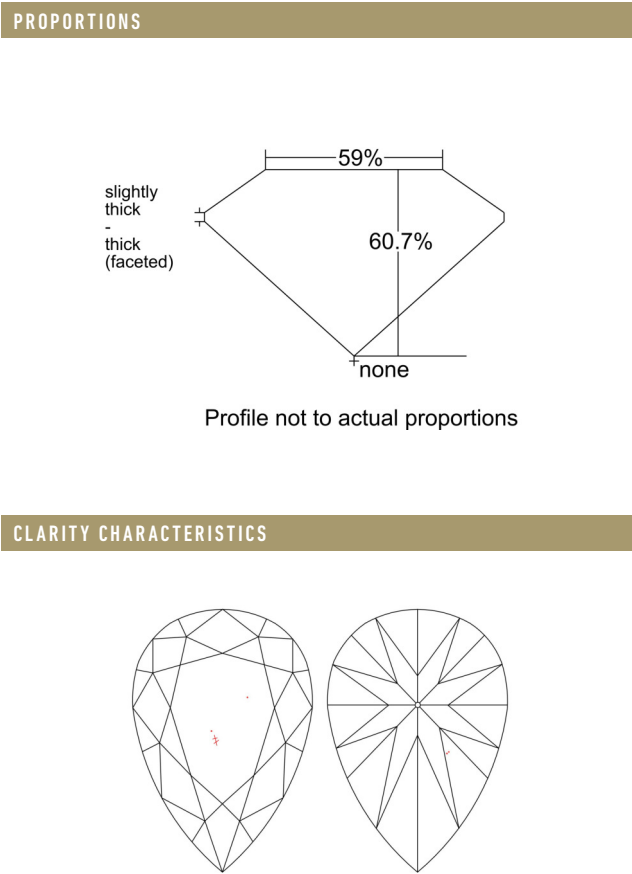 PROPORTIONS
59%
slightly
thick
-
thick
(faceted)
60.7%
none
Profile not to actual proportions
CLARITY CHARACTERISTICS